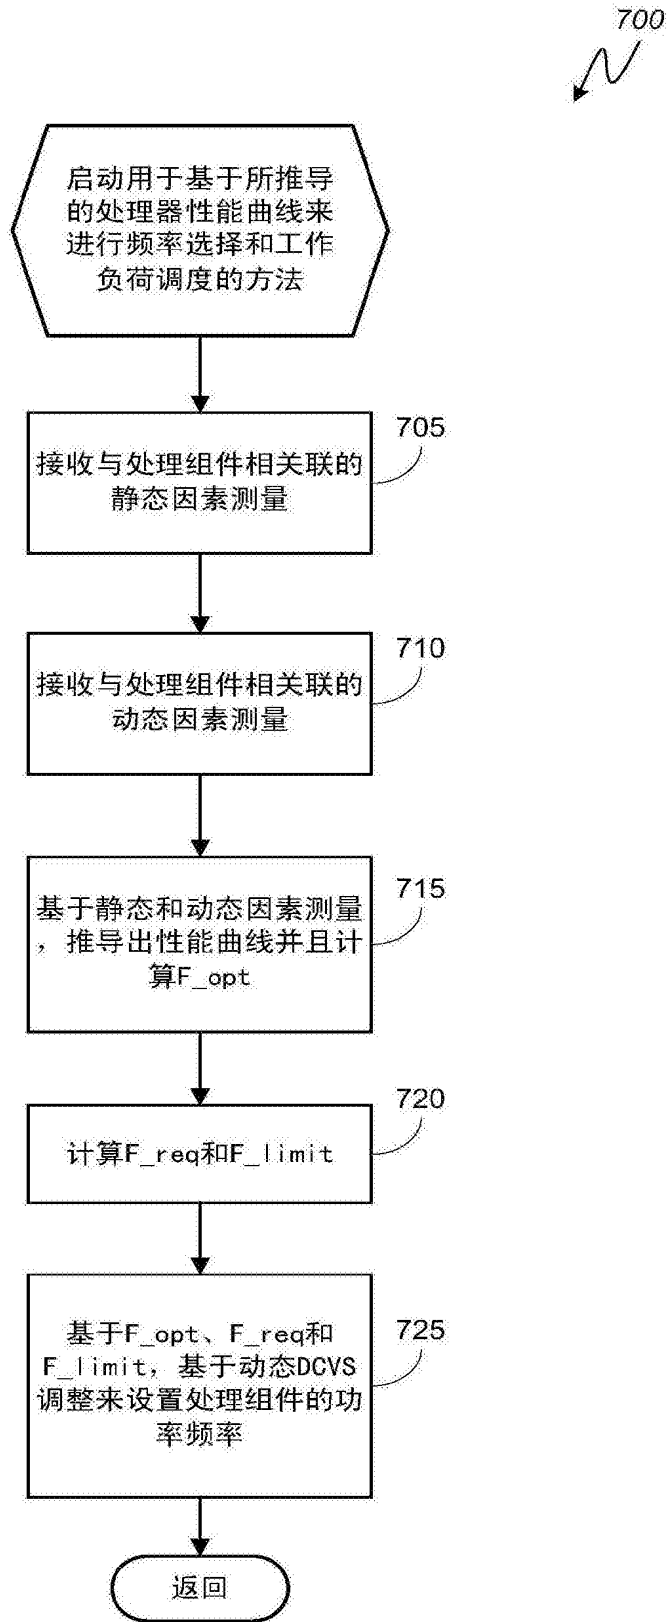 700
启动用于基于所推导
的处理器性能曲线来
进行频率选择和工作
负荷调度的方法
705
接收与处理组件相关联的
静态因素测量
710
接收与处理组件相关联的
动态因素测量
715
基于静态和动态因素测量
，推导出性能曲线并且计
算F_opt
720
计算F_req和F_limit
725
基于F_opt、F_req和
F_limit，基于动态DCVS
调整来设置处理组件的功
率频率
返回